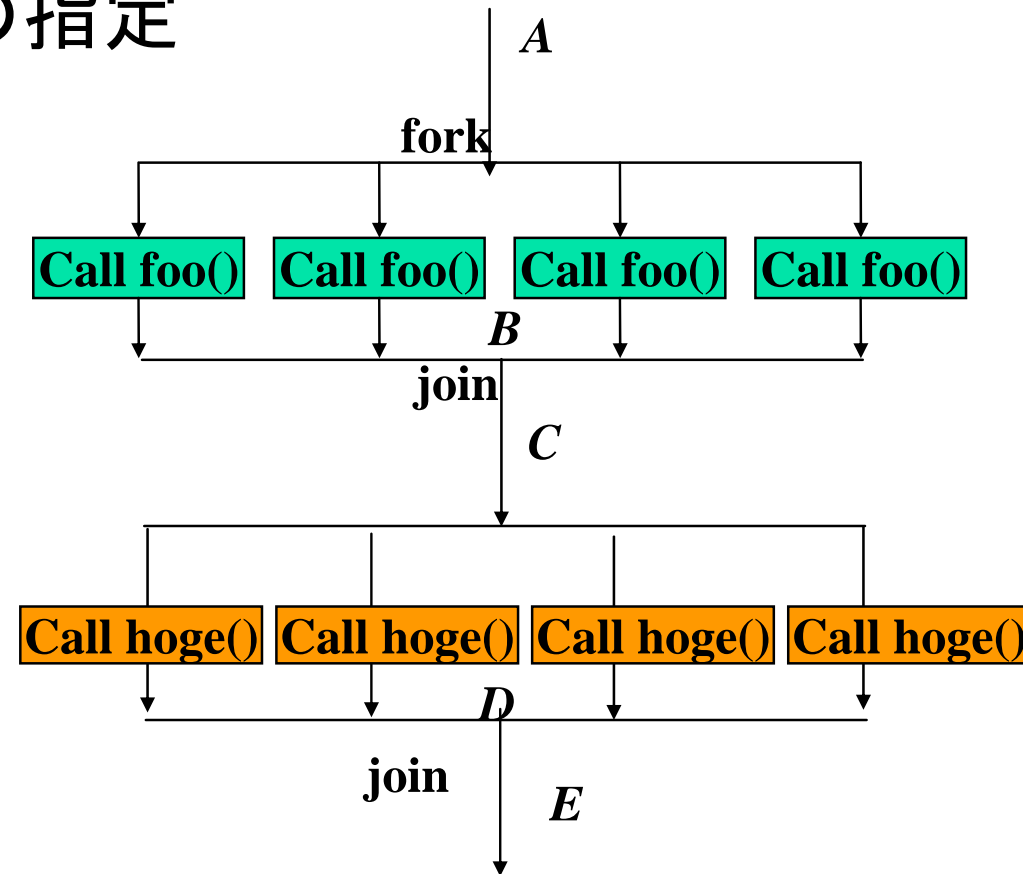 の指定
A
fork
Call foo() Call foo() Call foo() Call foo()
B
join
C
Call hoge() Call hoge() Call hoge() Call hoge()
D
join
E